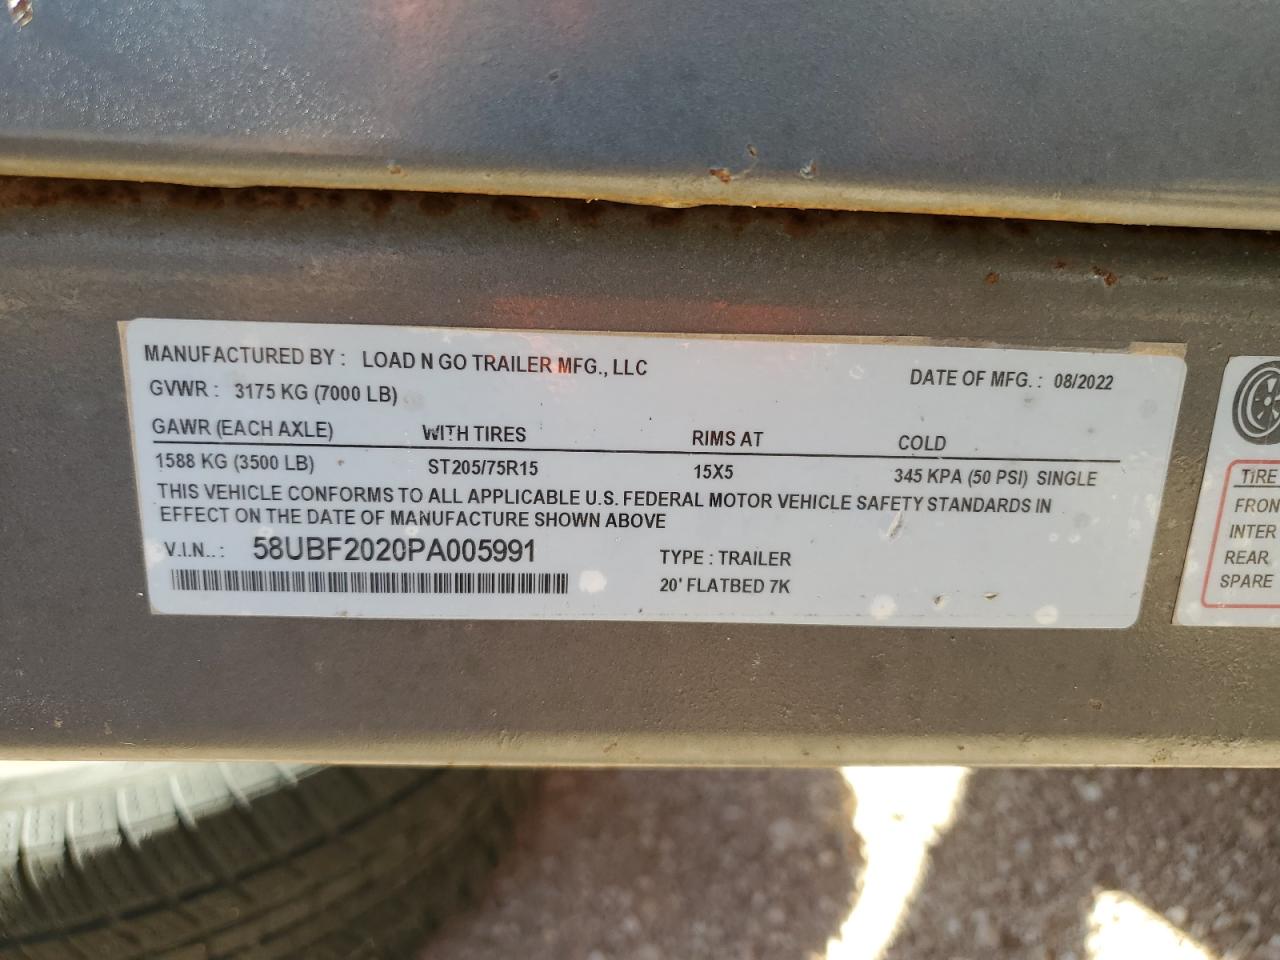 MANUFACTURED BY : LOAD N GO TRAILER MFG., LLC
DATE OF MFG. : 08/2022
GVWR : 3175 KG (7000 LB)
GAWR (EACH AXLE) WITH TIRES RIMS AT COLD
1588 KG (3500 LB) ST205/75R15 15X5 345 KPA (50 PSI) SINGLE
THIS VEHICLE CONFORMS TO ALL APPLICABLE U.S. FEDERAL MOTOR VEHICLE SAFETY STANDARDS IN
EFFECT ON THE DATE OF MANUFACTURE SHOWN ABOVE
V.I.N.. : 58UBF2020PA005991
TYPE : TRAILER
20' FLATBED 7K
TIRE
FRON
INTER
REAR
SPARE